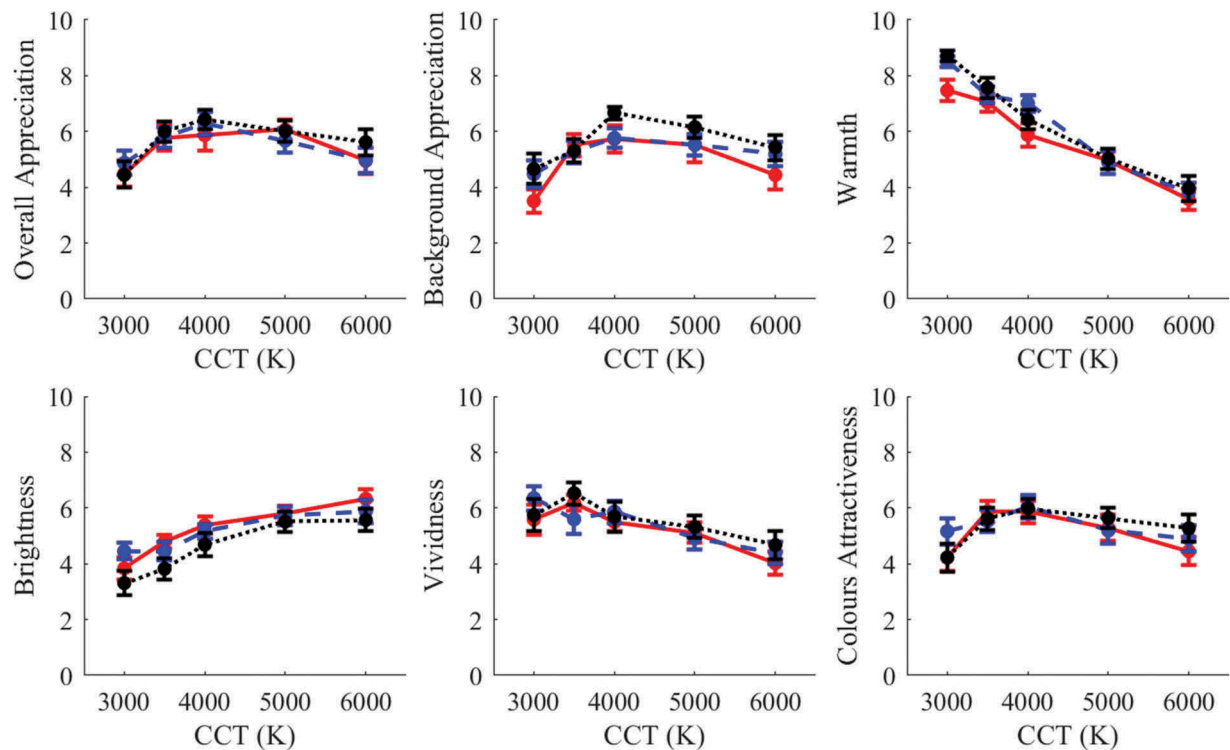 Overall Appreciation
10
8
6
4
2
0
3000 4000 5000 6000
CCT (K)
Background Appreciation
10
8
6
4
2
0
3000 4000 5000 6000
CCT (K)
Warmth
10
8
6
4
2
0
3000 4000 5000 6000
CCT (K)
Brightness
10
8
6
4
2
0
3000 4000 5000 6000
CCT (K)
Vividness
10
8
6
4
2
0
3000 4000 5000 6000
CCT (K)
Colours Attractiveness
10
8
6
4
2
0
3000 4000 5000 6000
CCT (K)